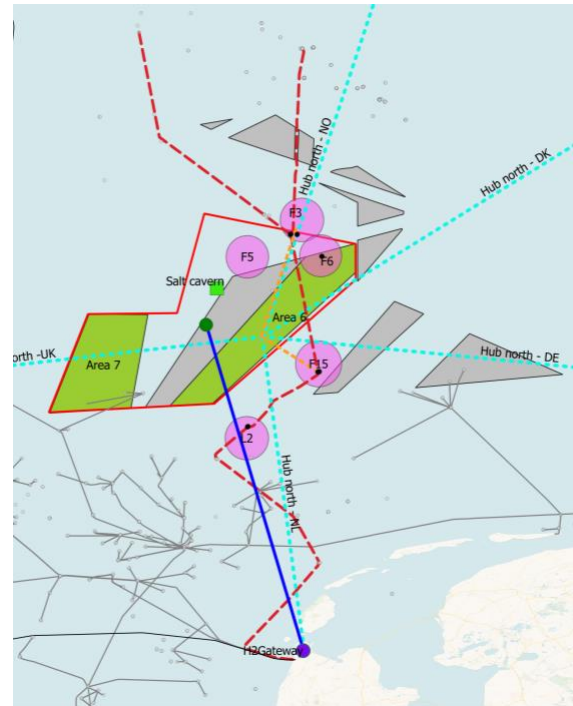 Hub north - NO
Hub north - DK
F3
F5
F6
Salt cavern
Area 6
orth -UK
Area 7
Hub north - DE
F15
L2
Hub north - NL
H2Gateway